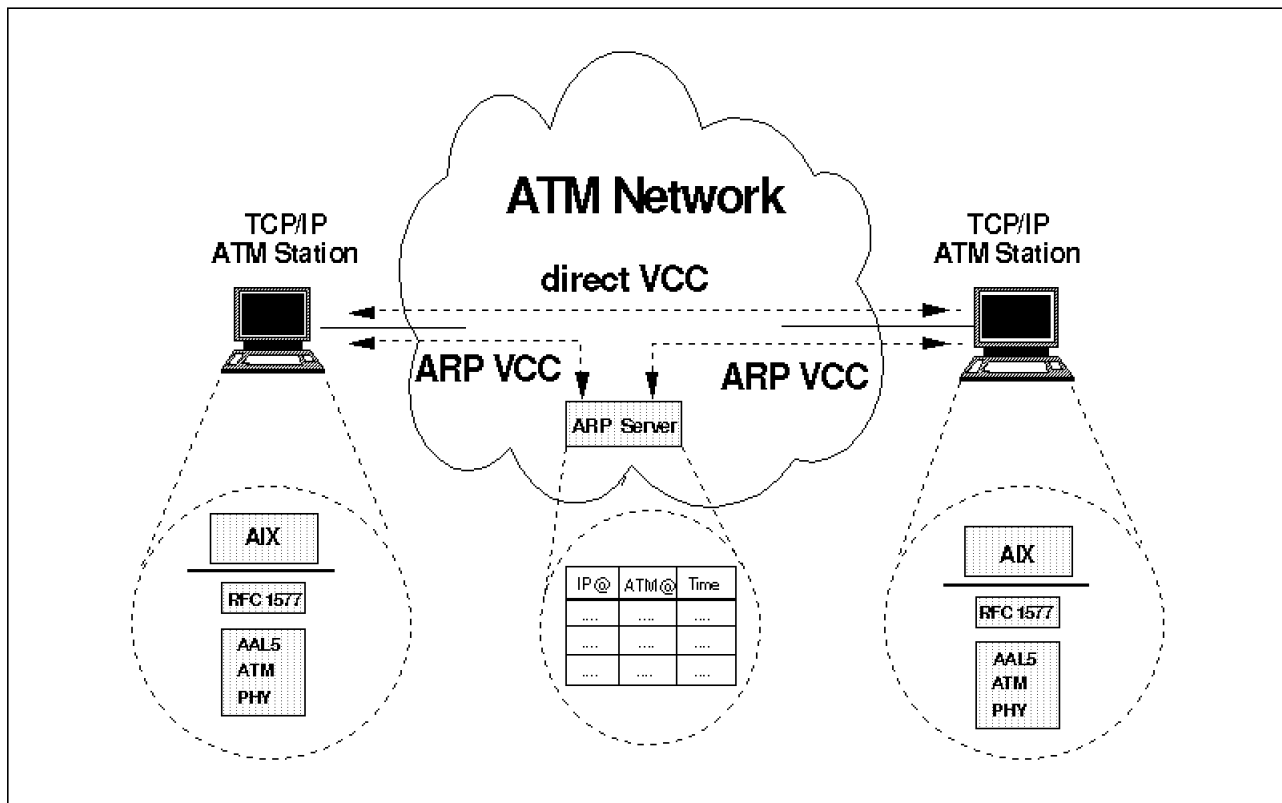 ATM Network
TCP/IP
ATM Station
TCP/IP
ATM Station
direct VCC
ARP VCC
ARP VCC
ARP Server
AIX
RFC 1577
AAL5
ATM
PHY
IP@ ATM@ Time
.... .... ....
.... .... ....
.... .... ....
AIX
RFC 1577
AAL5
ATM
PHY